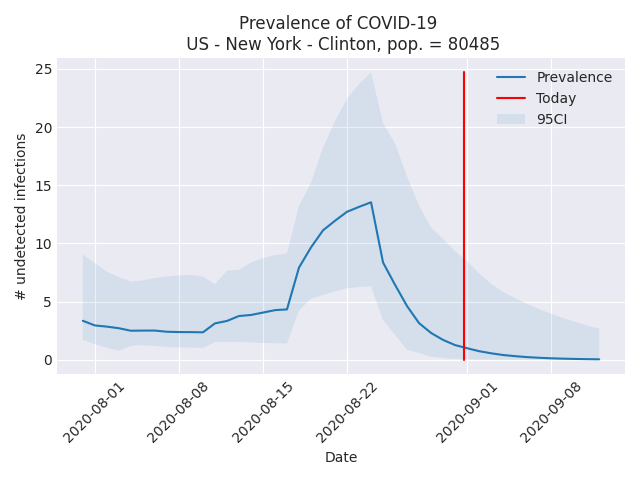 Prevalence of COVID-19
US - New York - Clinton, pop. = 80485
25
20
15
10
5
0
# undetected infections
Prevalence
Today
95CI
2020-08-01
2020-08-08
2020-08-15
2020-08-22
2020-09-01
2020-09-08
Date